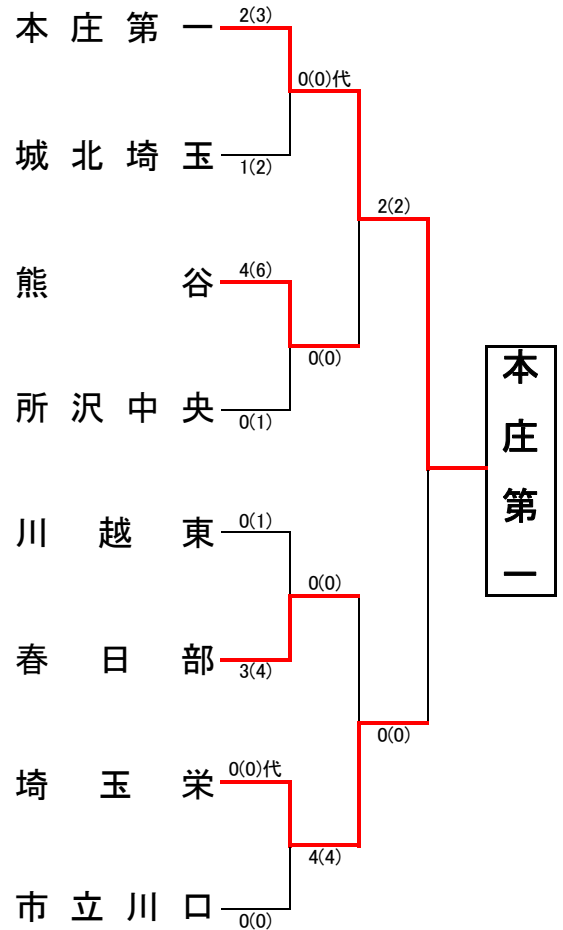 本庄第一
2(3)
0(0)代
城北埼玉
1(2)
2(2)
熊谷
4(6)
0(0)
所沢中央
0(1)
本庄第一
川越東
0(1)
0(0)
春日部
3(4)
0(0)
埼玉栄
0(0)代
4(4)
市立川口
0(0)